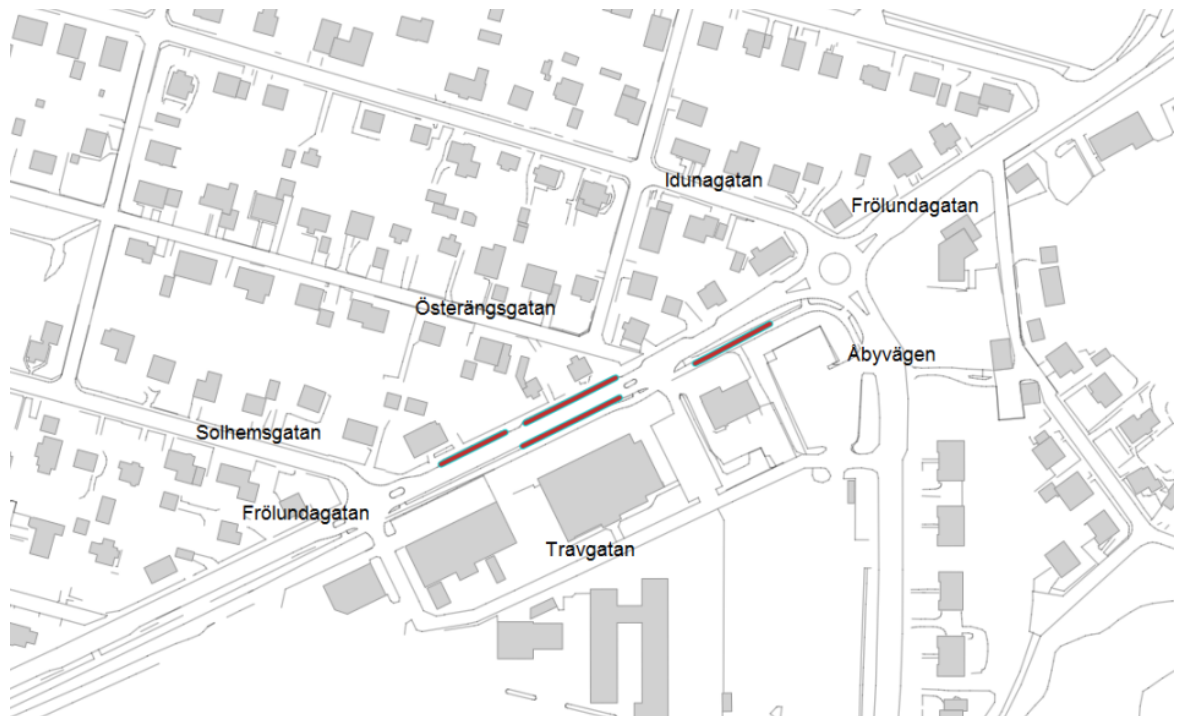 Idunagatan
Frölundagatan
Österängsgatan
Åbyvägen
Solhemsgatan
Frölundagatan
Travgatan